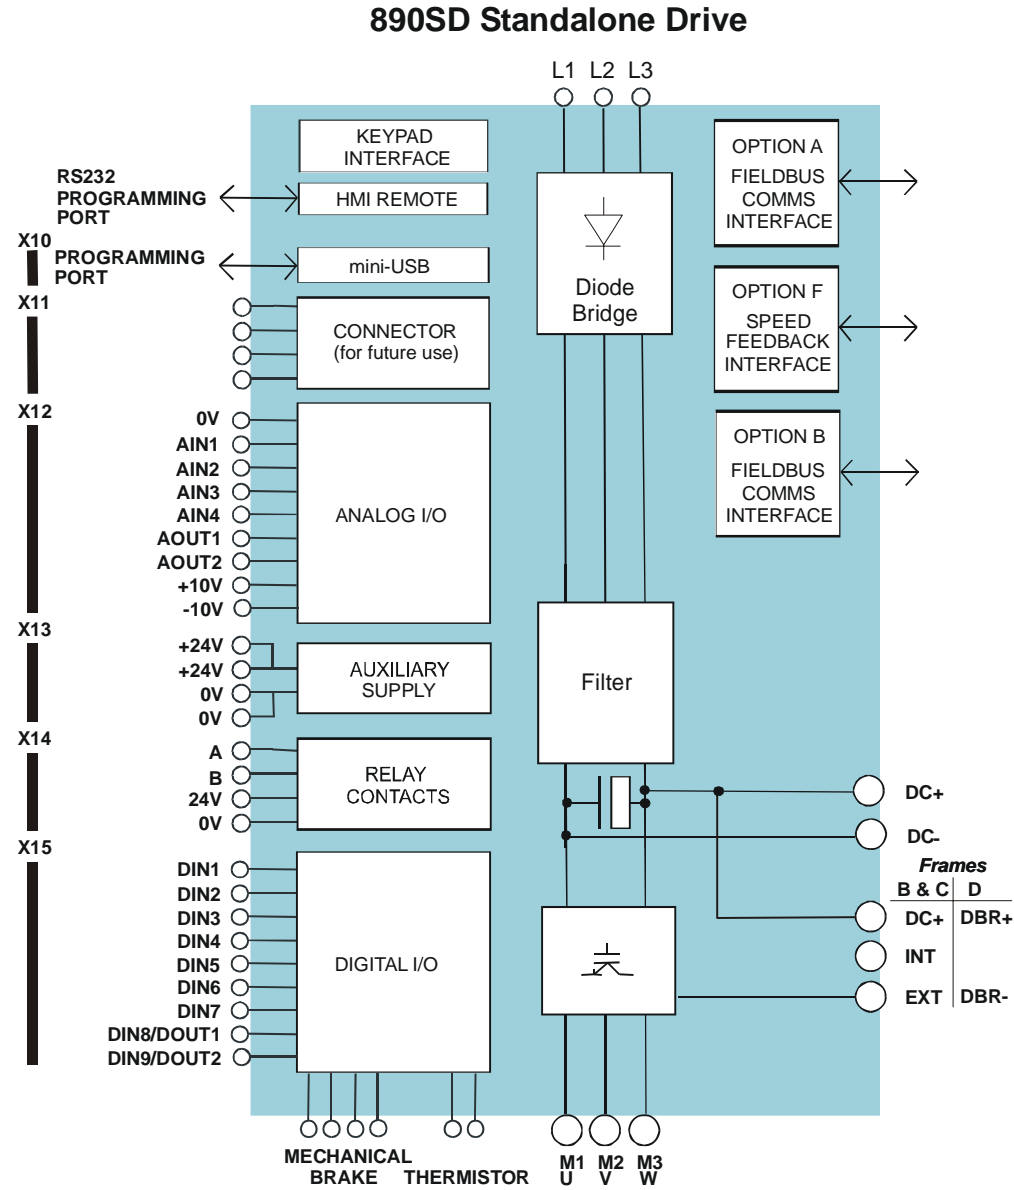 890SD Standalone Drive
L1 L2 L3
KEYPAD
INTERFACE
RS232
PROGRAMMING
PORT
HMI REMOTE
X10
PROGRAMMING
PORT
mini-USB
X11
CONNECTOR
(for future use)
X12
0V
AIN1
AIN2
AIN3
AIN4
AOUT1
AOUT2
+10V
-10V
ANALOG I/O
X13
+24V
+24V
0V
0V
AUXILIARY
SUPPLY
X14
A
B
24V
0V
RELAY
CONTACTS
X15
DIN1
DIN2
DIN3
DIN4
DIN5
DIN6
DIN7
DIN8/DOUT1
DIN9/DOUT2
DIGITAL I/O
MECHANICAL
BRAKE
THERMISTOR
Diode
Bridge
Filter
M1
U
M2
V
M3
W
OPTION A
FIELDBUS
COMMS
INTERFACE
OPTION F
SPEED
FEEDBACK
INTERFACE
OPTION B
FIELDBUS
COMMS
INTERFACE
DC+
DC-
Frames
B & C D
DC+ DBR+
INT
EXT DBR-